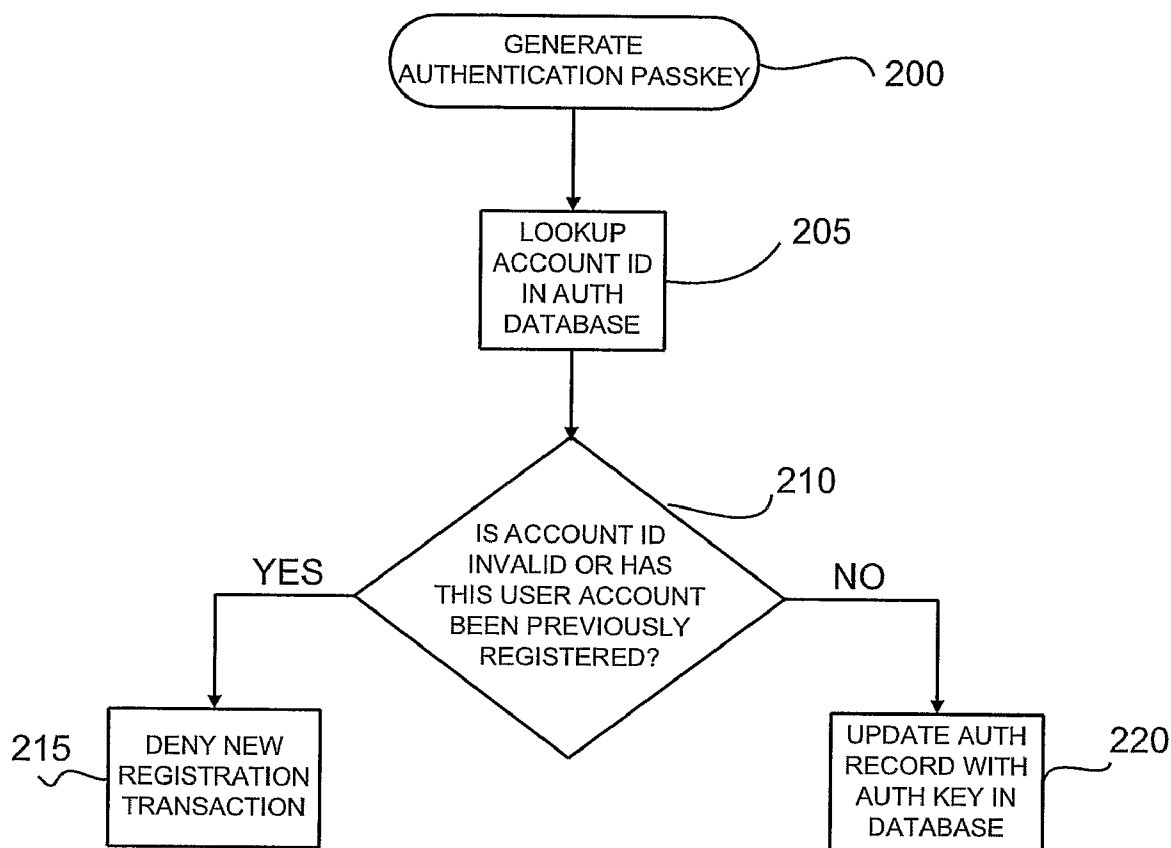 GENERATE
AUTHENTICATION PASSKEY
200
LOOKUP
ACCOUNT ID
IN AUTH
DATABASE
205
210
IS ACCOUNT ID
INVALID OR HAS
THIS USER ACCOUNT
BEEN PREVIOUSLY
REGISTERED?
YES
NO
215
DENY NEW
REGISTRATION
TRANSACTION
UPDATE AUTH
RECORD WITH
AUTH KEY IN
DATABASE
220